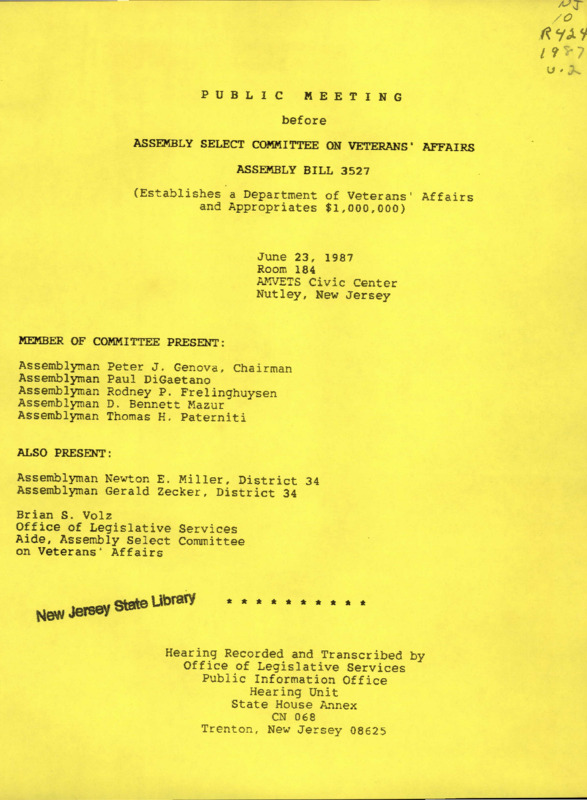 NJ
10
R424
1987
v.2
P U B L I C   M E E T I N G
before
ASSEMBLY SELECT COMMITTEE ON VETERANS' AFFAIRS
ASSEMBLY BILL 3527
(Establishes a Department of Veterans' Affairs
and Appropriates $1,000,000)
June 23, 1987
Room 184
AMVETS Civic Center
Nutley, New Jersey
MEMBER OF COMMITTEE PRESENT:
Assemblyman Peter J. Genova, Chairman
Assemblyman Paul DiGaetano
Assemblyman Rodney P. Frelinghuysen
Assemblyman D. Bennett Mazur
Assemblyman Thomas H. Paterniti
ALSO PRESENT:
Assemblyman Newton E. Miller, District 34
Assemblyman Gerald Zecker, District 34
Brian S. Volz
Office of Legislative Services
Aide, Assembly Select Committee
on Veterans' Affairs
New Jersey State Library
* * * * * * * * * *
Hearing Recorded and Transcribed by
Office of Legislative Services
Public Information Office
Hearing Unit
State House Annex
CN 068
Trenton, New Jersey 08625